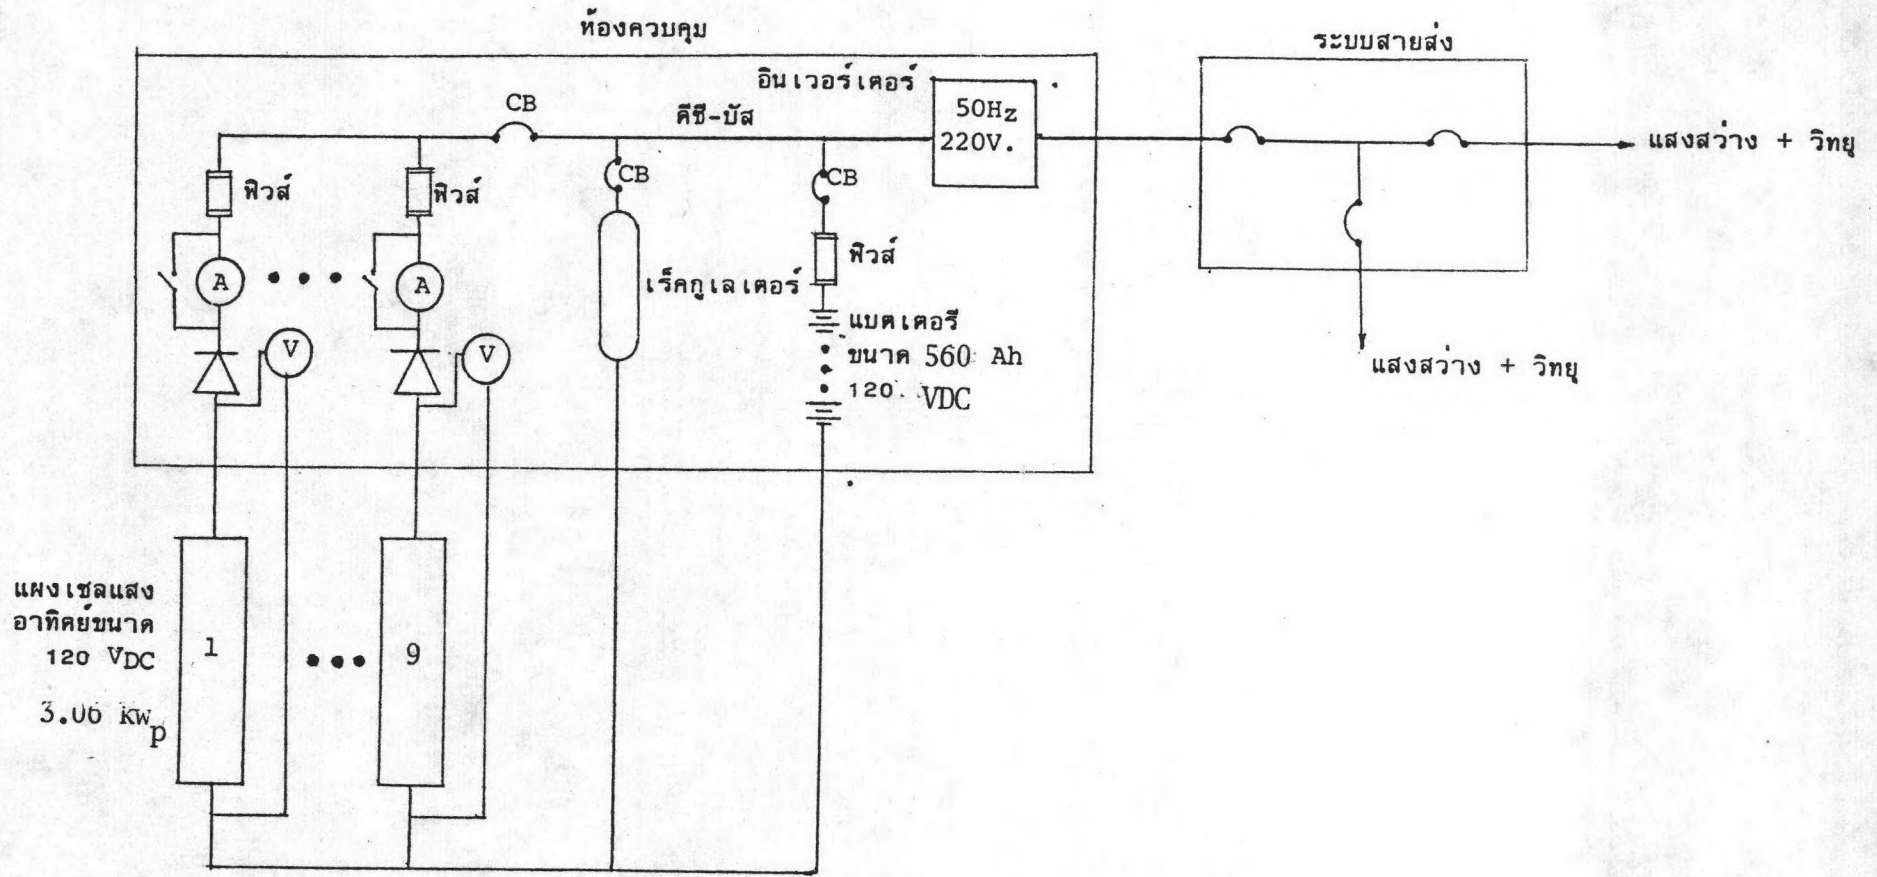 ห้องควบคุม
ระบบสายส่ง
อินเวอร์เตอร์
50Hz
220V.
CB
ดีซี-บัส
แสงสว่าง + วิทยุ
ฟิวส์
ฟิวส์
CB
CB
ฟิวส์
A
A
เร็คกูเลเตอร์
แบตเตอรี
ขนาด 560 Ah
120. VDC
V
V
แสงสว่าง + วิทยุ
แผงเซลแสง
อาทิตย์ขนาด
120 VDC
3.06 KWp
1
9